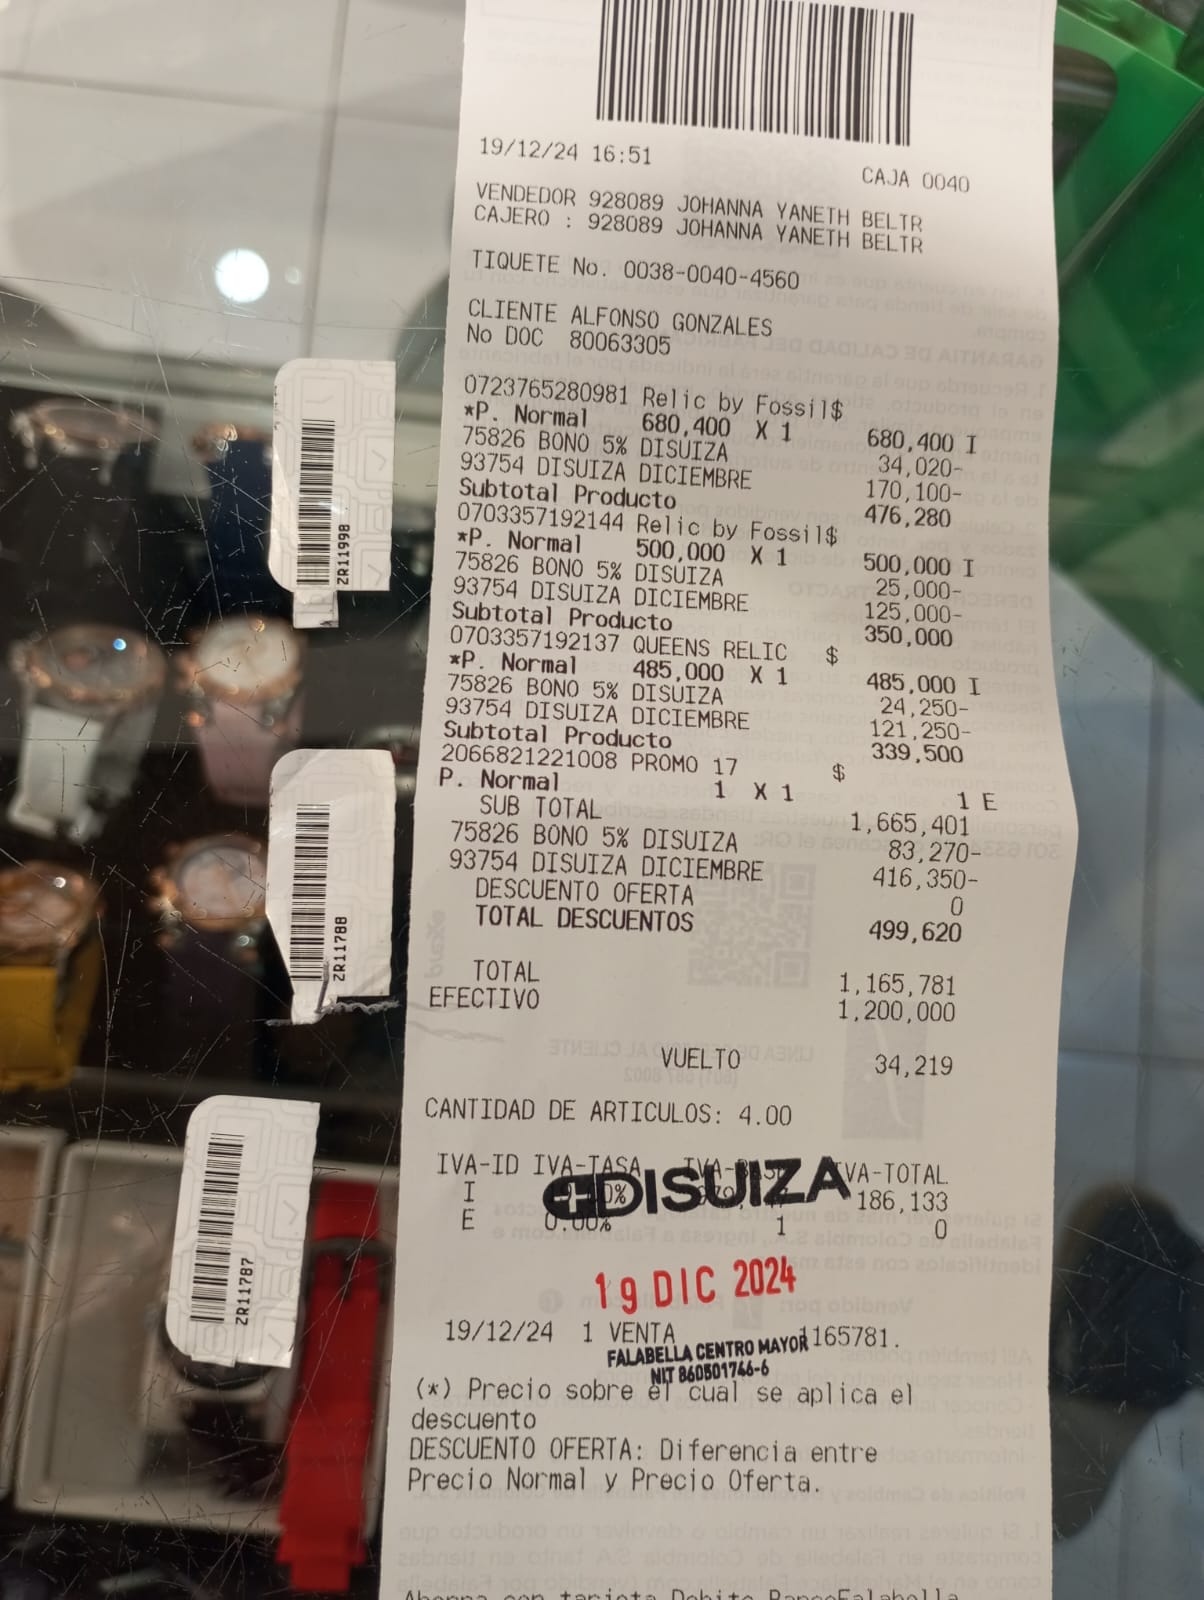 19/12/24 16:51
CAJA 0040
VENDEDOR 928089 JOHANNA YANETH BELTR
CAJERO : 928089 JOHANNA YANETH BELTR
TIQUETE No. 0038-0040-4560
CLIENTE ALFONSO GONZALES
No DOC 80063305
0723765280981 Relic by Fossil$
*P. Normal 680,400 X 1 680,400 I
75826 BONO 5% DISUIZA 34,020-
93754 DISUIZA DICIEMBRE 170,100-
Subtotal Producto 476,280
0703357192144 Relic by Fossil$
*P. Normal 500,000 X 1 500,000 I
75826 BONO 5% DISUIZA 25,000-
93754 DISUIZA DICIEMBRE 125,000-
Subtotal Producto 350,000
0703357192137 QUEENS RELIC $
*P. Normal 485,000 X 1 485,000 I
75826 BONO 5% DISUIZA 24,250-
93754 DISUIZA DICIEMBRE 121,250-
Subtotal Producto 339,500
2066821221008 PROMO 17 $
P. Normal 1 X 1 1 E
SUB TOTAL 1,665,401
75826 BONO 5% DISUIZA 83,270-
93754 DISUIZA DICIEMBRE 416,350-
DESCUENTO OFERTA 0
TOTAL DESCUENTOS 499,620
TOTAL 1,165,781
EFECTIVO 1,200,000
VUELTO 34,219
CANTIDAD DE ARTICULOS: 4.00
IVA-ID IVA-TASA IVA-BASE IVA-TOTAL
I 186,133
E 0.00% 1 0
DISUIZA
19 DIC 2024
19/12/24 1 VENTA 1165781.
FALABELLA CENTRO MAYOR
NIT 860501746-6
(*) Precio sobre el cual se aplica el
descuento
DESCUENTO OFERTA: Diferencia entre
Precio Normal y Precio Oferta.
ZR11998
ZR11788
ZR11787